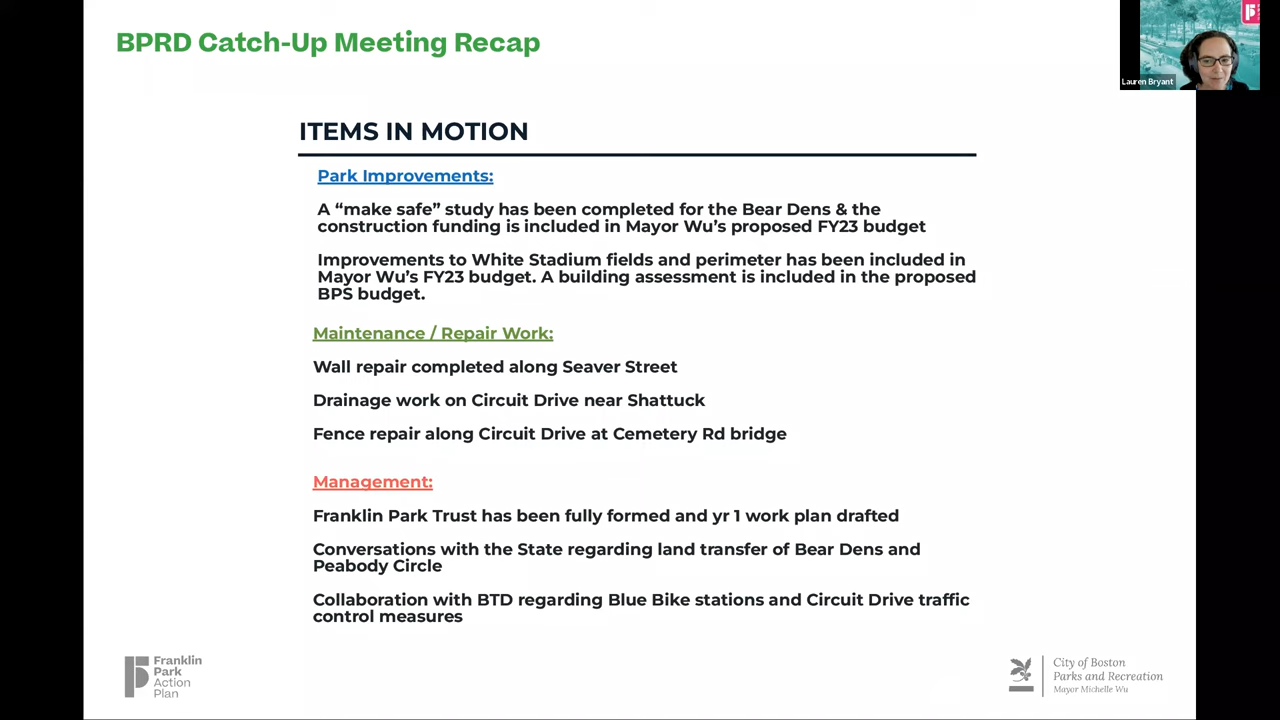 BPRD Catch-Up Meeting Recap
Lauren Bryant
ITEMS IN MOTION
Park Improvements:
A “make safe” study has been completed for the Bear Dens & the
construction funding is included in Mayor Wu’s proposed FY23 budget
Improvements to White Stadium fields and perimeter has been included in
Mayor Wu’s FY23 budget. A building assessment is included in the proposed
BPS budget.
Maintenance / Repair Work:
Wall repair completed along Seaver Street
Drainage work on Circuit Drive near Shattuck
Fence repair along Circuit Drive at Cemetery Rd bridge
Management:
Franklin Park Trust has been fully formed and yr 1 work plan drafted
Conversations with the State regarding land transfer of Bear Dens and
Peabody Circle
Collaboration with BTD regarding Blue Bike stations and Circuit Drive traffic
control measures
Franklin
Park
Action
Plan
City of Boston
Parks and Recreation
Mayor Michelle Wu